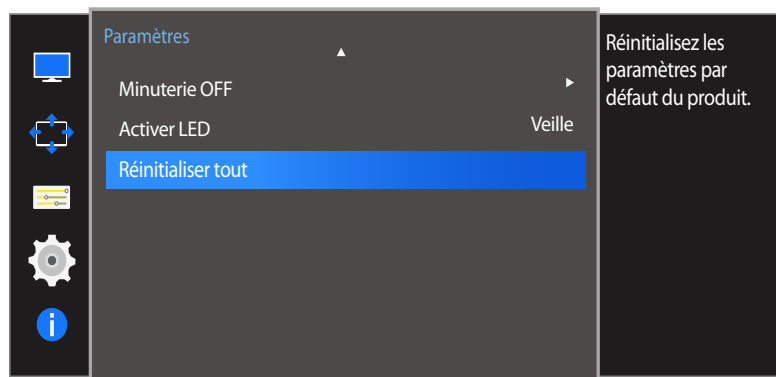 Paramètres
Minuterie OFF
Activer LED Veille
Réinitialiser tout
Réinitialisez les
paramètres par
défaut du produit.